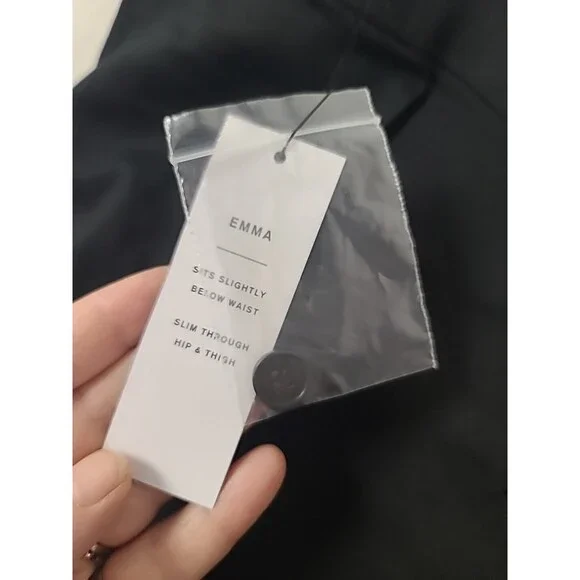 EMMA
SITS SLIGHTLY
BELOW WAIST
SLIM THROUGH
HIP & THIGH